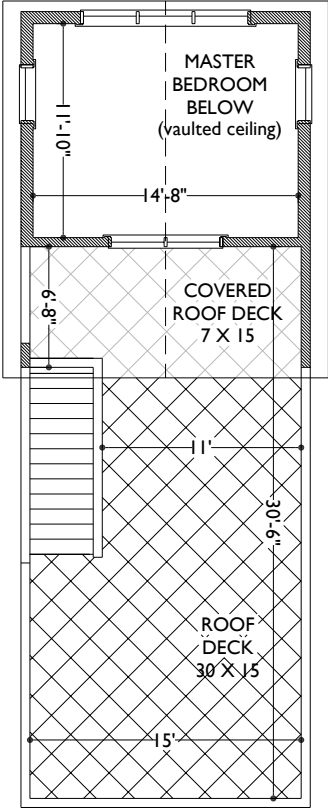 MASTER
BEDROOM
BELOW
(vaulted ceiling)
11'-10"
14'-8"
6'-8"
COVERED
ROOF DECK
7 X 15
11'
30'-6"
ROOF
DECK
30 X 15
15'